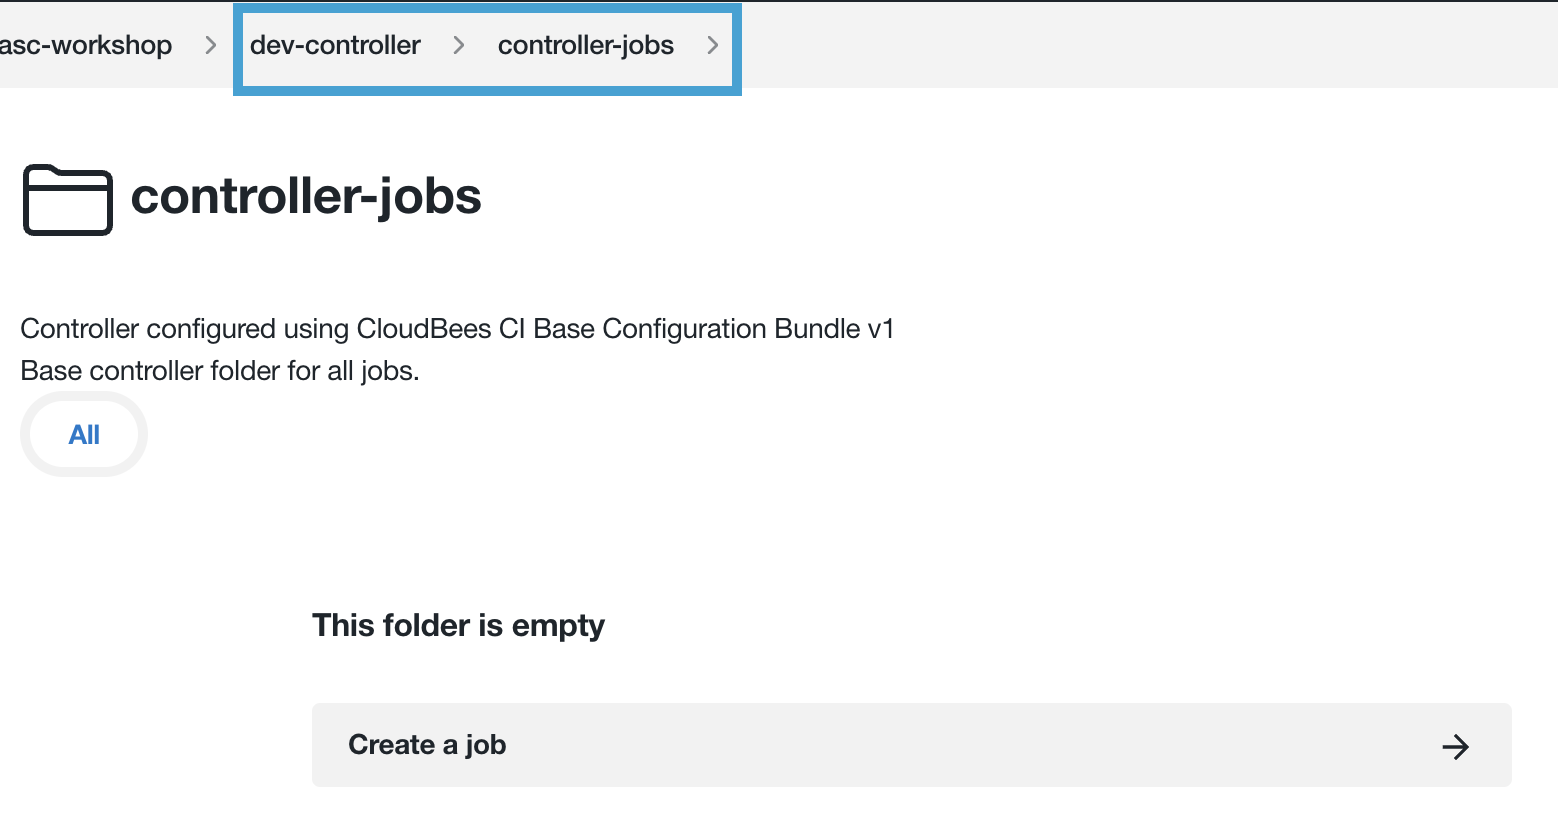 asc-workshop > dev-controller > controller-jobs >
controller-jobs
Controller configured using CloudBees CI Base Configuration Bundle v1
Base controller folder for all jobs.
All
This folder is empty
Create a job